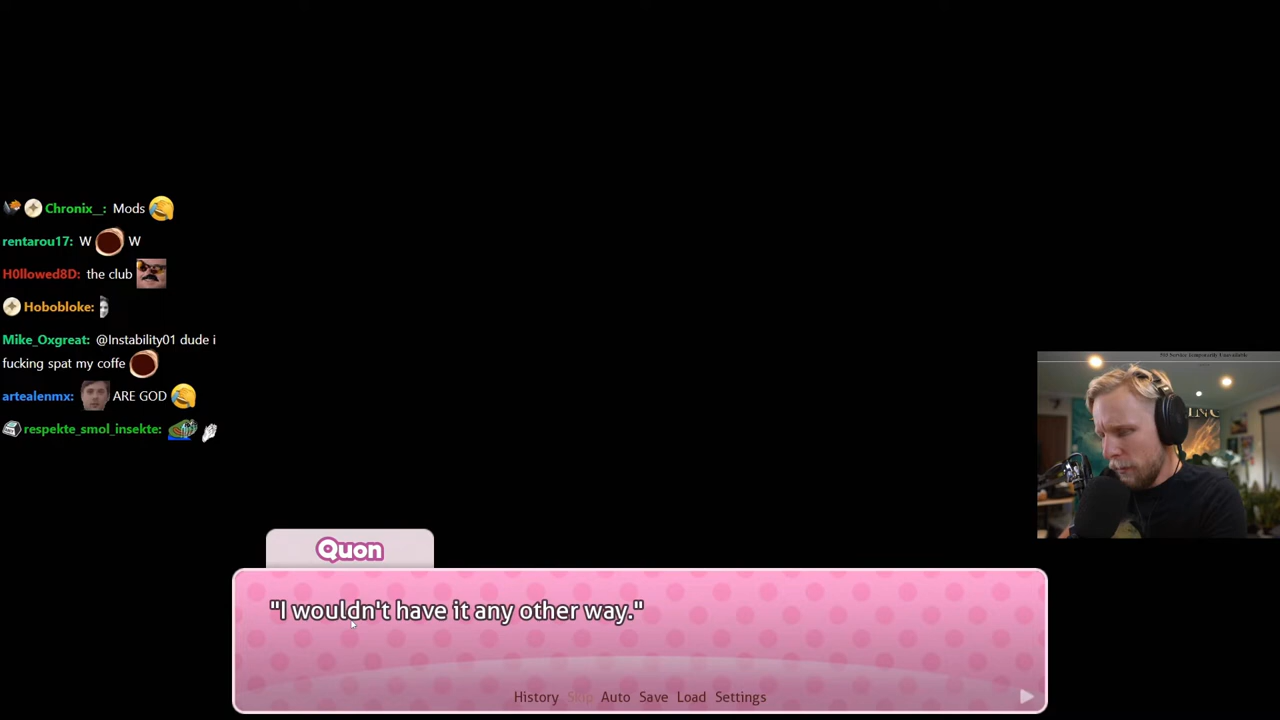 Chronix__: Mods
rentarou17: W W
H0llowed8D: the club
Hobobloke:
Mike_Oxgreat: @Instability01 dude i
fucking spat my coffe
artealenmx: ARE GOD
respekte_smol_insekte:
Quon
"I wouldn't have it any other way."
History Skip Auto Save Load Settings